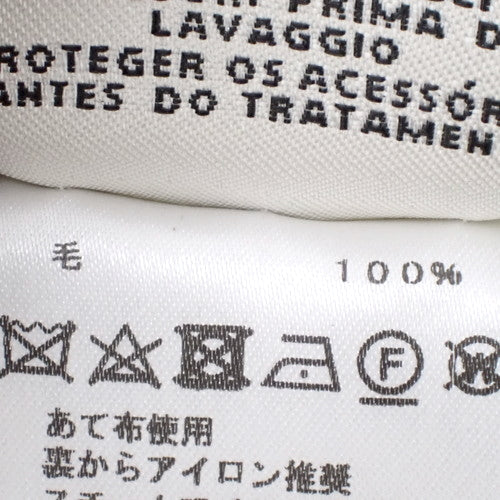 PRIMA D
LAVAGGIO
ROTEGER OS ACESSÓR
ANTES DO TRATAMEN
毛 100%
F
W
あて布使用
裏からアイロン推奨